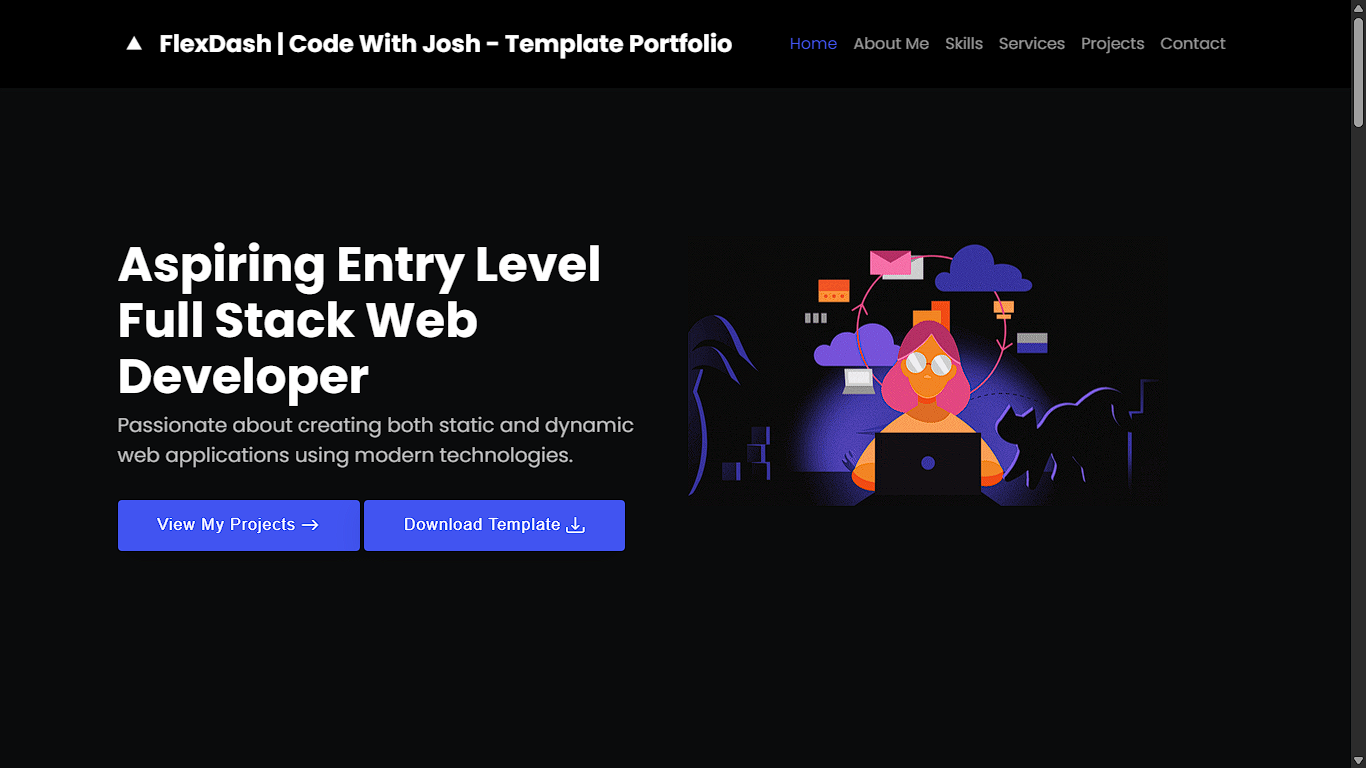 FlexDash | Code With Josh - Template Portfolio
Home About Me Skills Services Projects Contact
Aspiring Entry Level
Full Stack Web
Developer
Passionate about creating both static and dynamic
web applications using modern technologies.
View My Projects →
Download Template